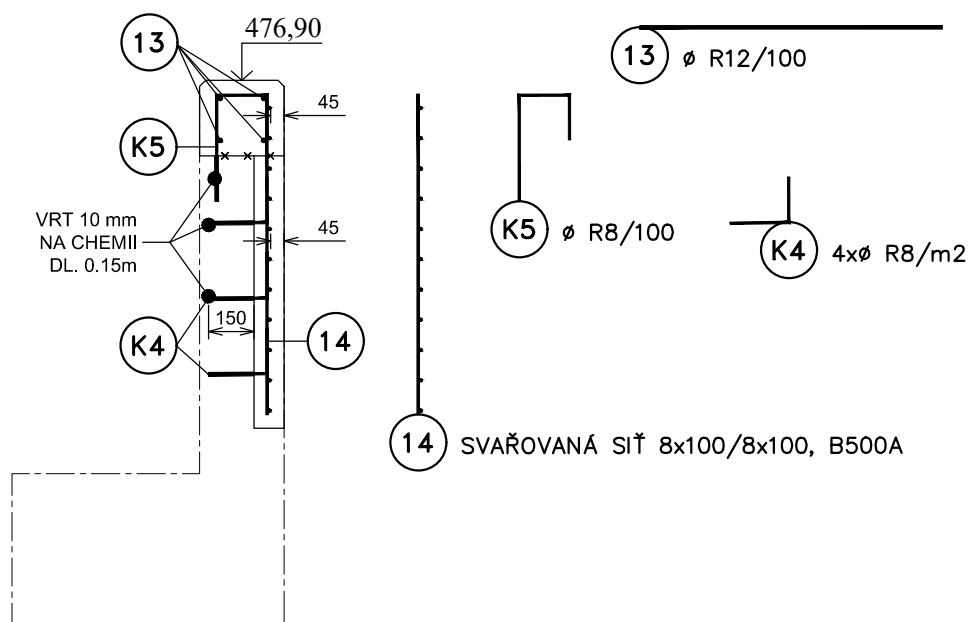 476,90
13
13 ø R12/100
45
K5
VRT 10 mm
NA CHEMII
DL. 0.15m
45
K5 ø R8/100
K4 4xø R8/m2
150
K4
14
14 SVAŘOVANÁ SIŤ 8x100/8x100, B500A